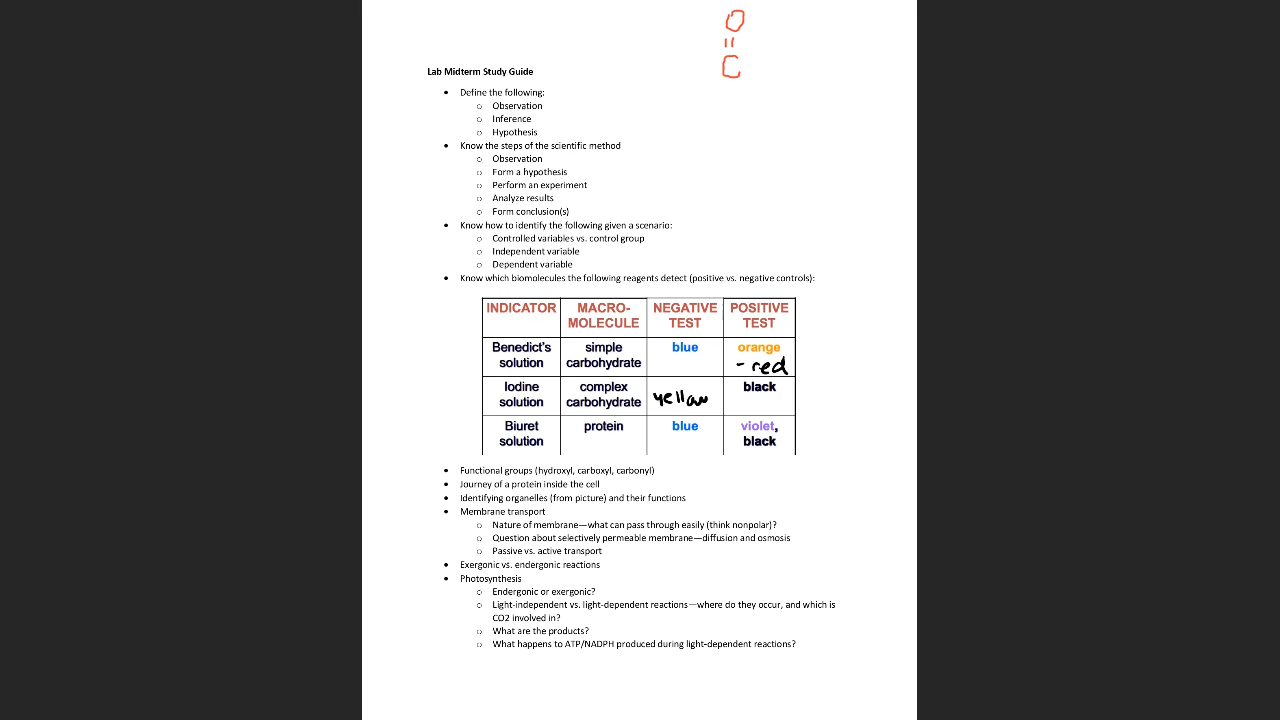 O
=
C
Lab Midterm Study Guide
• Define the following:
o Observation
o Inference
o Hypothesis
• Know the steps of the scientific method
o Observation
o Form a hypothesis
o Perform an experiment
o Analyze results
o Form conclusion(s)
• Know how to identify the following given a scenario:
o Controlled variables vs. control group
o Independent variable
o Dependent variable
• Know which biomolecules the following reagents detect (positive vs. negative controls):
INDICATOR MACRO-MOLECULE NEGATIVE TEST POSITIVE TEST
Benedict's solution simple carbohydrate blue orange - red
Iodine solution complex carbohydrate yellow black
Biuret solution protein blue violet, black
• Functional groups (hydroxyl, carboxyl, carbonyl)
• Journey of a protein inside the cell
• Identifying organelles (from picture) and their functions
• Membrane transport
o Nature of membrane—what can pass through easily (think nonpolar)?
o Question about selectively permeable membrane—diffusion and osmosis
o Passive vs. active transport
• Exergonic vs. endergonic reactions
• Photosynthesis
o Endergonic or exergonic?
o Light-independent vs. light-dependent reactions—where do they occur, and which is
CO2 involved in?
o What are the products?
o What happens to ATP/NADPH produced during light-dependent reactions?